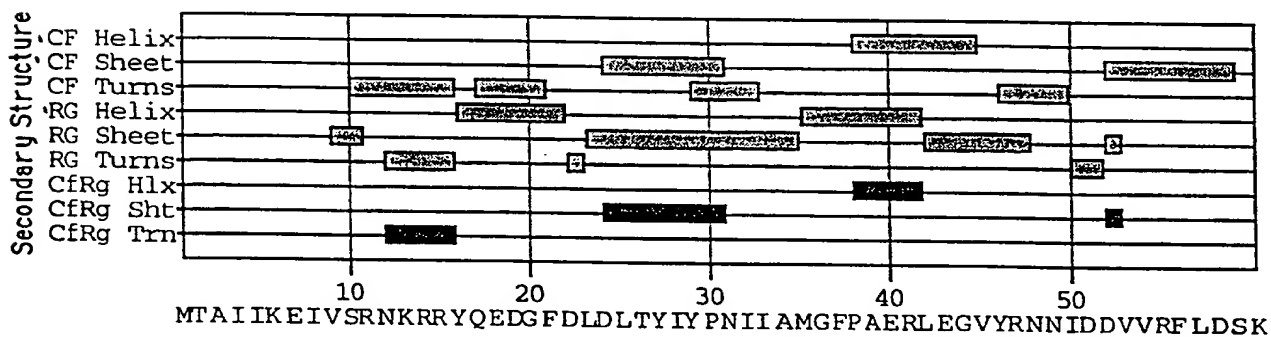 Secondary Structure
CF Helix
CF Sheet
CF Turns
RG Helix
RG Sheet
RG Turns
CfRg Hlx
CfRg Sht
CfRg Trn
10 20 30 40 50
MTAIIKEIVSRNKRRYQEDGFDLDLTYIYPNIIAMGFPAERLEGVYRNNIDDVVRFLDSK